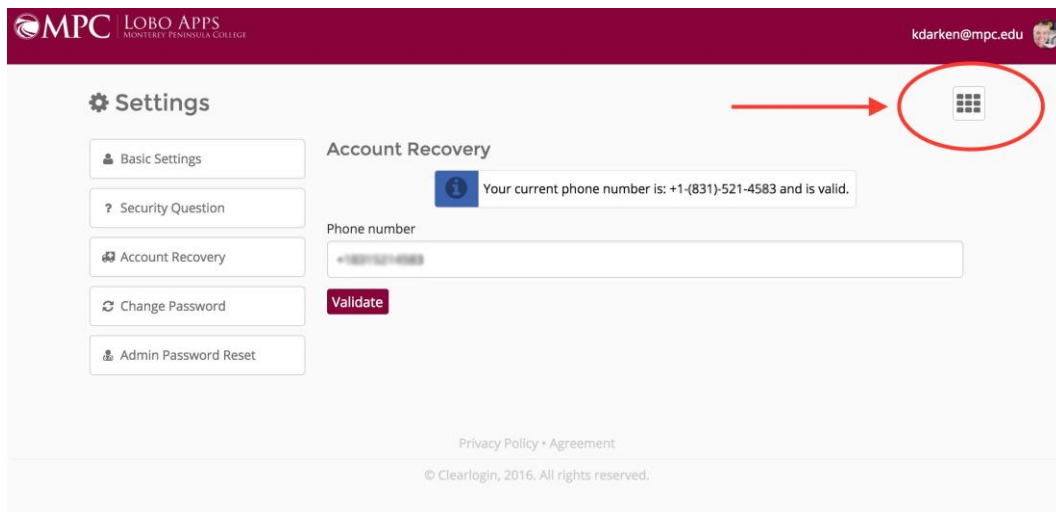 MPC LOBO APPS
MONTEREY PENINSULA COLLEGE
kdarken@mpc.edu
Settings
Basic Settings
? Security Question
Account Recovery
Change Password
Admin Password Reset
Account Recovery
Your current phone number is: +1-(831)-521-4583 and is valid.
Phone number
Validate
Privacy Policy • Agreement
© Clearlogin, 2016. All rights reserved.